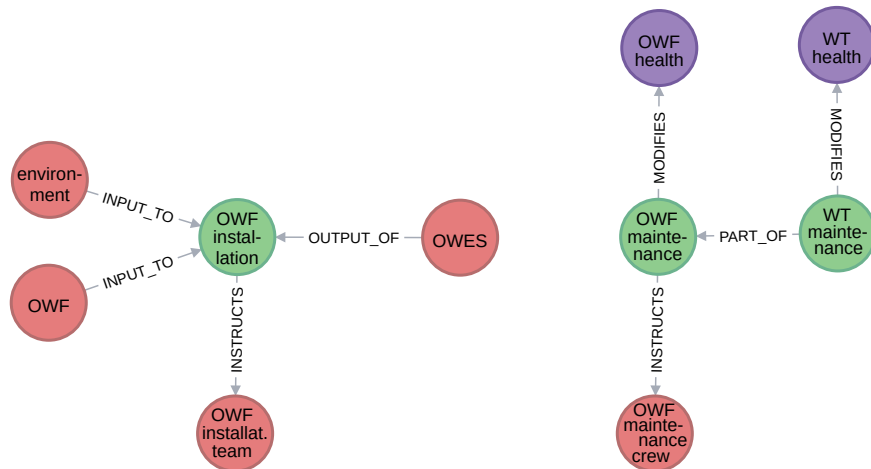 environ-
ment
INPUT_TO
OWF
INPUT_TO
OWF
instal-
lation
OUTPUT_OF
OWES
INSTRUCTS
OWF
installat.
team
OWF
health
WT
health
MODIFIES
MODIFIES
OWF
mainte-
nance
PART_OF
WT
mainte-
nance
INSTRUCTS
OWF
mainte-
nance
crew